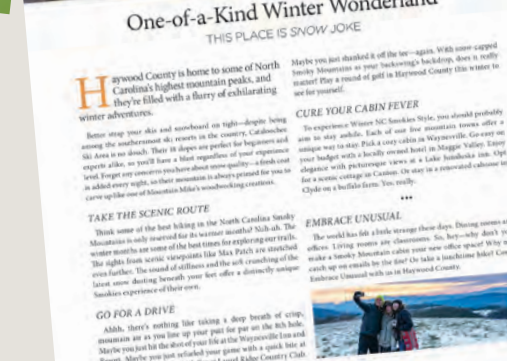 One-of-a-Kind Winter Wonderland
THIS PLACE IS SNOW JOKE
Haywood County is home to some of North
Carolina's highest mountain peaks, and
they're filled with a flurry of exhilarating
winter adventures.
Better strap your skis and snowboard on tight—despite being
among the southernmost ski resorts in the country, Cataloochee
Ski Area is no slouch. Their 18 slopes are perfect for beginners and
experts alike, so you'll have a blast regardless of your experience
level. Forget any concerns you have about snow quality—a fresh coat
is added every night, so their mountain is always primed for you to
carve up like one of Mountain Mike's woodworking creations.
TAKE THE SCENIC ROUTE
Think some of the best hiking in the North Carolina Smoky
Mountains is only reserved for its warmer months? Nuh-uh. The
winter months are some of the best times for exploring our trails.
The sights from scenic viewpoints like Max Patch are stretched
even further. The sound of stillness and the soft crunching of the
latest snow dusting beneath your feet offer a distinctly unique
Smokies experience of their own.
GO FOR A DRIVE
Ahhh, there's nothing like taking a deep breath of crisp,
mountain air as you line up your putt for par on the 8th hole.
Maybe you just hit the shot of your life at the Waynesville Inn and
Maybe you just refueled your game with a quick bite at
Ridge Country Club
Maybe you just shanked it off the tee—again. With snow-capped
Smoky Mountains as your backswing's backdrop, does it really
matter? Play a round of golf in Haywood County this winter to
see for yourself.
CURE YOUR CABIN FEVER
To experience Winter NC Smokies Style, you should probably
aim to stay awhile. Each of our five mountain towns offer a
unique way to stay. Pick a cozy cabin in Waynesville. Go easy on
your budget with a locally owned hotel in Maggie Valley. Enjoy
elegance with picturesque views at a Lake Junaluska inn. Opt
for a scenic cottage in Canton. Or stay in a renovated caboose in
Clyde on a buffalo farm. Yes, really.
•••
EMBRACE UNUSUAL
The world has felt a little strange these days. Dining rooms are
offices. Living rooms are classrooms. So, hey—why don't
make a Smoky Mountain cabin your new office space? Why
catch up on emails by the fire? Or take a lunchtime hike?
Embrace Unusual with us in Haywood County.